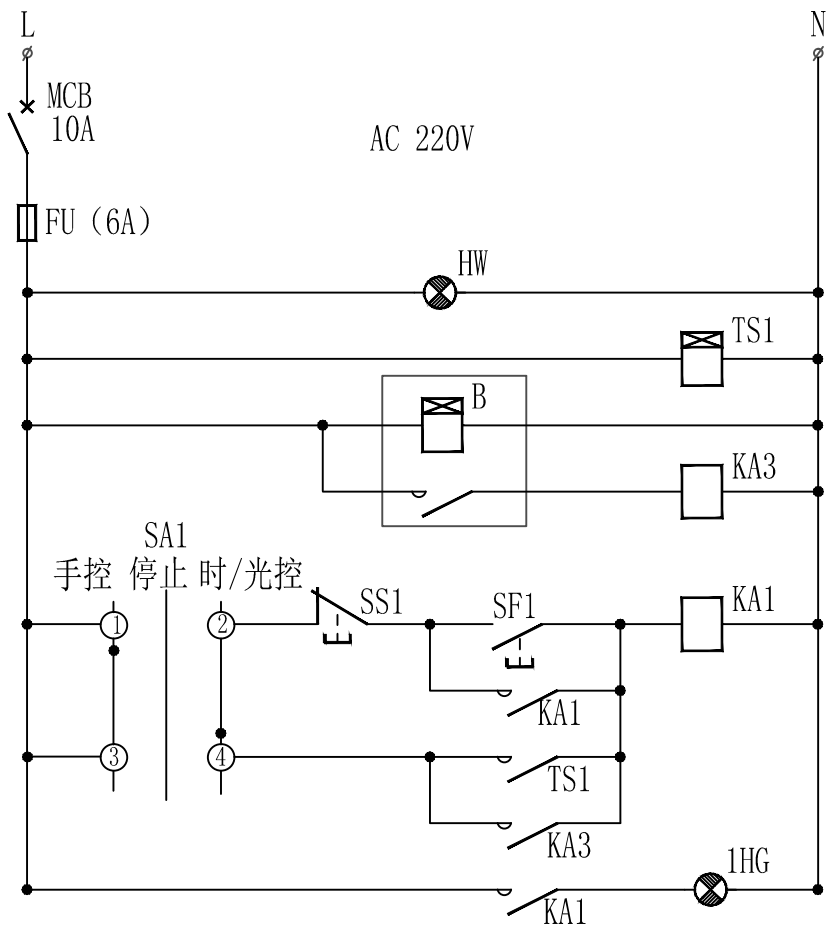 L
N
MCB
10A
AC 220V
FU (6A)
HW
TS1
B
KA3
SA1
手控 停止 时/光控
SS1
SF1
KA1
1
2
KA1
3
4
TS1
KA3
1HG
KA1